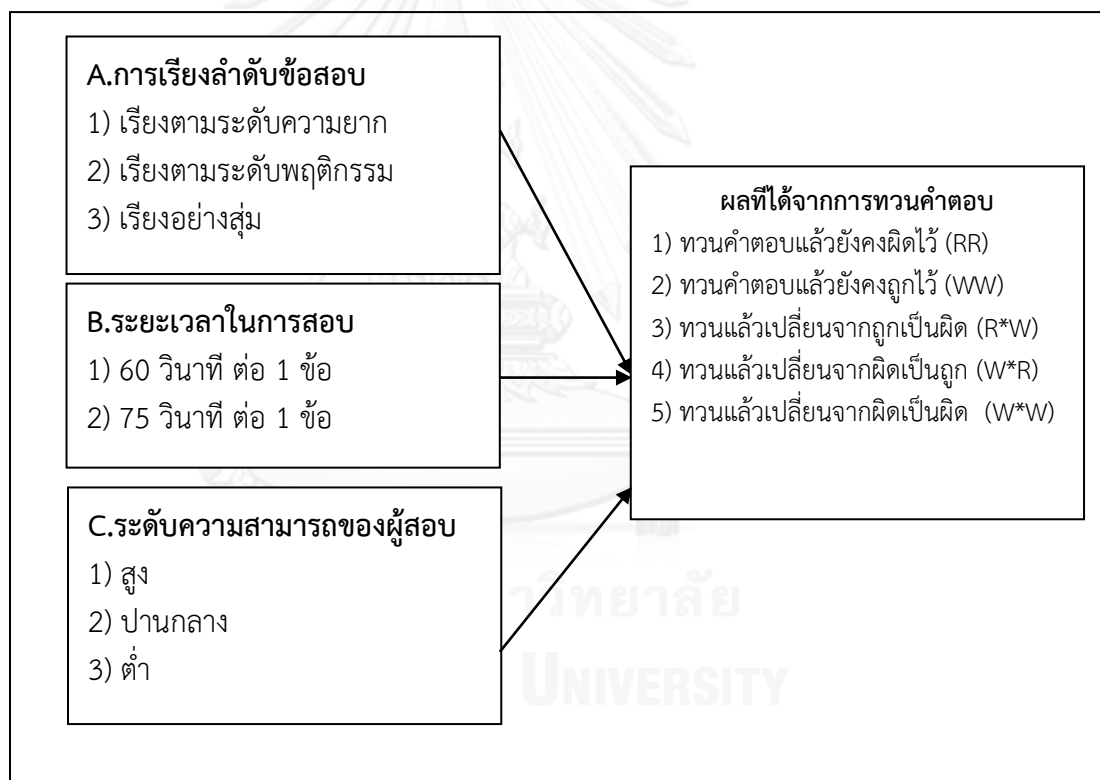 A.การเรียงลำดับข้อสอบ
1) เรียงตามระดับความยาก
2) เรียงตามระดับพฤติกรรม
3) เรียงอย่างสุ่ม
B.ระยะเวลาในการสอบ
1) 60 วินาที ต่อ 1 ข้อ
2) 75 วินาที ต่อ 1 ข้อ
C.ระดับความสามารถของผู้สอบ
1) สูง
2) ปานกลาง
3) ต่ำ
ผลที่ได้จากการทวนคำตอบ
1) ทวนคำตอบแล้วยังคงผิดไว้ (RR)
2) ทวนคำตอบแล้วยังคงถูกไว้ (WW)
3) ทวนแล้วเปลี่ยนจากถูกเป็นผิด (R*W)
4) ทวนแล้วเปลี่ยนจากผิดเป็นถูก (W*R)
5) ทวนแล้วเปลี่ยนจากผิดเป็นผิด (W*W)
าวิทยาลัย
UNIVERSITY